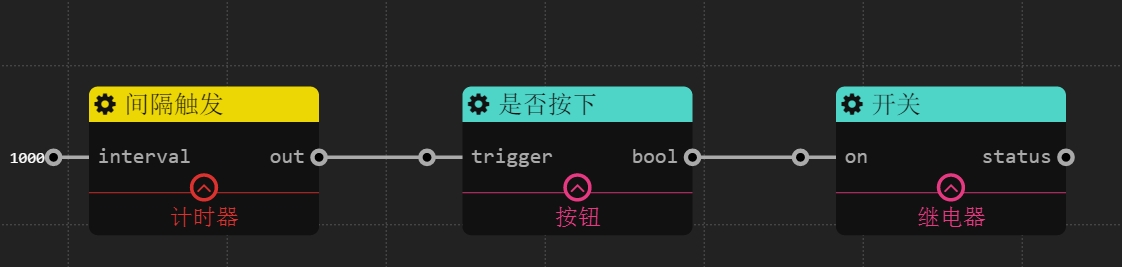 间隔触发
是否按下
开关
1000 interval out
trigger bool
on status
计时器
按钮
继电器